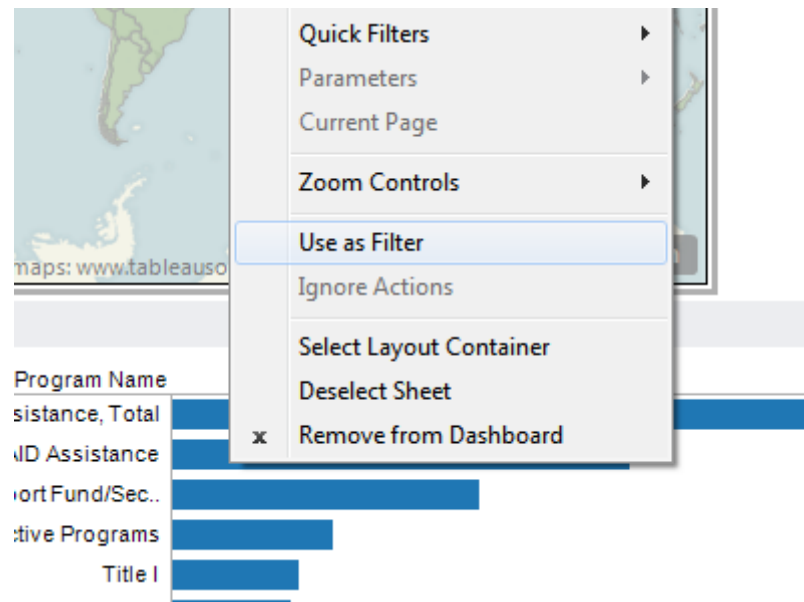 Quick Filters
Parameters
Current Page
Zoom Controls
Use as Filter
maps: www.tableauso
Ignore Actions
Select Layout Container
Program Name
Deselect Sheet
sistance, Total
x Remove from Dashboard
AID Assistance
ort Fund/Sec..
ctive Programs
Title I